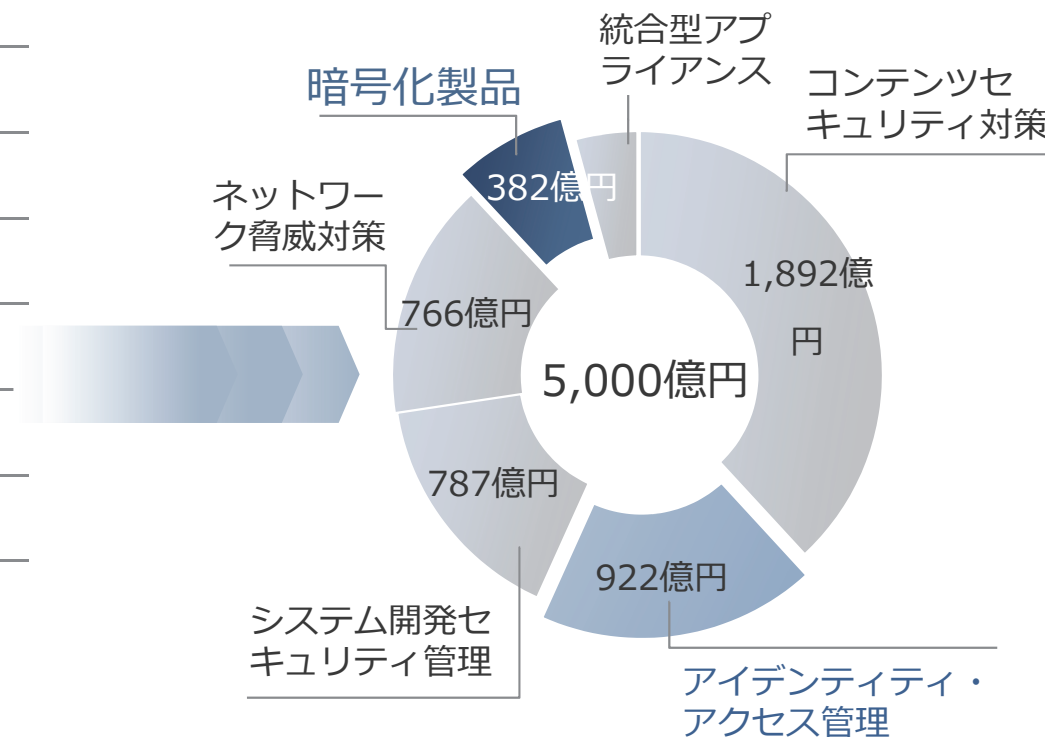 統合型アプ
ライアンス
コンテンツセ
キュリティ対策
暗号化製品
382億円
ネットワー
ク脅威対策
1,892億
円
766億円
5,000億円
787億円
922億円
システム開発セ
キュリティ管理
アイデンティティ・
アクセス管理